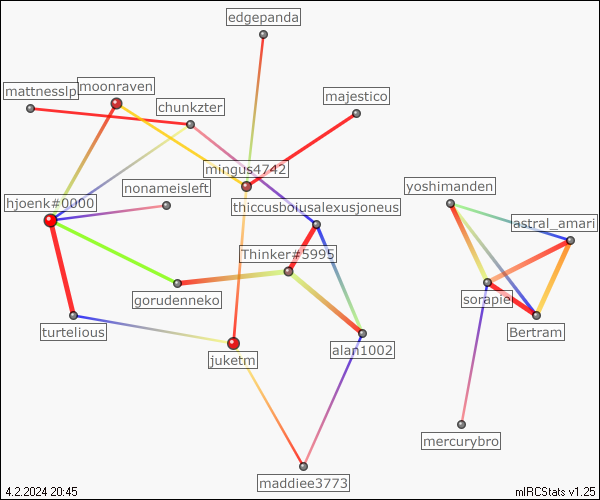 edgepanda
moonraven
mattnesslp
majestico
chunkzter
mingus4742
yoshimanden
nonameisleft
hjoenk#0000
thiccusboiusalexusjoneus
astral_amari
Thinker#5995
gorudenneko
sorapie
turtelious
Bertram
alan1002
juketm
mercurybro
maddiee3773
4.2.2024 20:45
mIRCStats v1.25